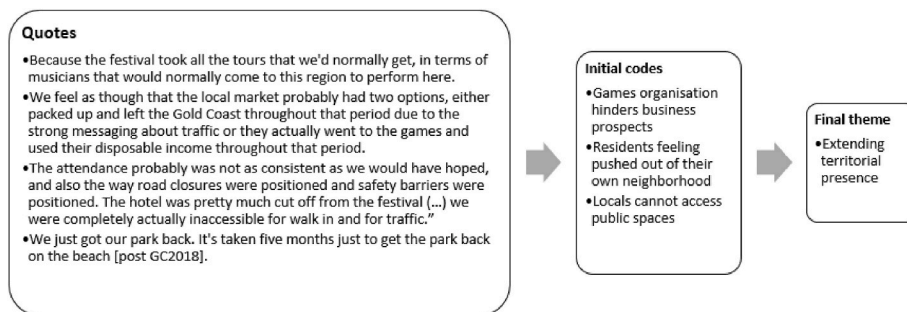 Quotes
•Because the festival took all the tours that we'd normally get, in terms of
musicians that would normally come to this region to perform here.
•We feel as though that the local market probably had two options, either
packed up and left the Gold Coast throughout that period due to the
strong messaging about traffic or they actually went to the games and
used their disposable income throughout that period.
•The attendance probably was not as consistent as we would have hoped,
and also the way road closures were positioned and safety barriers were
positioned. The hotel was pretty much cut off from the festival (...) we
were completely actually inaccessible for walk in and for traffic.”
•We just got our park back. It's taken five months just to get the park back
on the beach [post GC2018].
Initial codes
•Games organisation
hinders business
prospects
•Residents feeling
pushed out of their
own neighborhood
•Locals cannot access
public spaces
Final theme
•Extending
territorial
presence